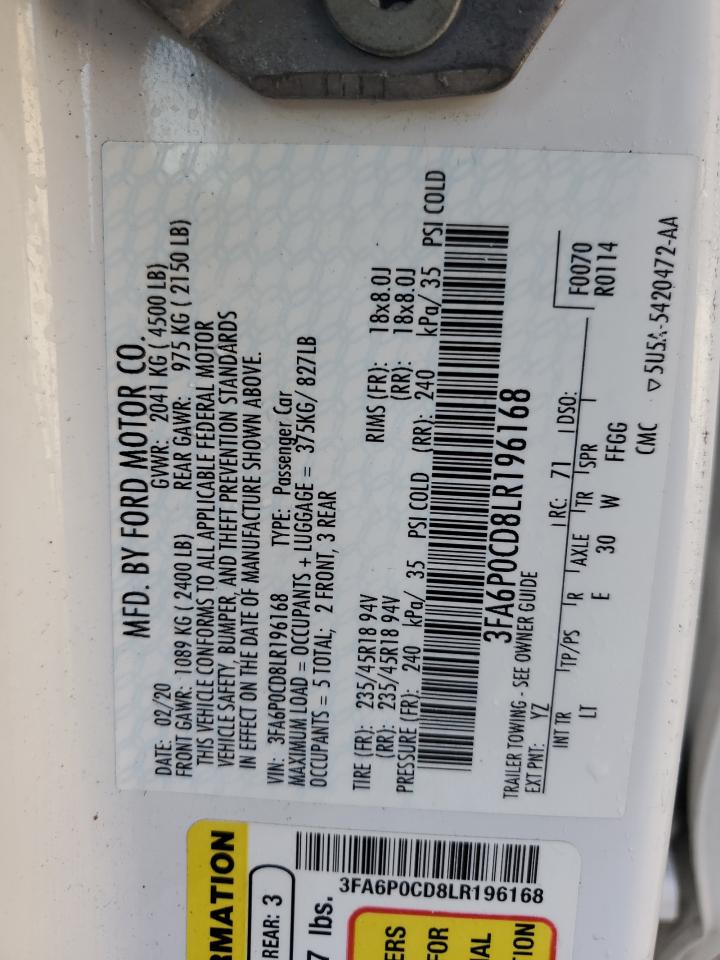 MFD. BY FORD MOTOR CO.
DATE: 02/20 GVWR: 2041 KG ( 4500 LB)
FRONT GAWR: 1089 KG ( 2400 LB) REAR GAWR: 975 KG ( 2150 LB)
THIS VEHICLE CONFORMS TO ALL APPLICABLE FEDERAL MOTOR
VEHICLE SAFETY, BUMPER, AND THEFT PREVENTION STANDARDS
IN EFFECT ON THE DATE OF MANUFACTURE SHOWN ABOVE.
VIN: 3FA6P0CD8LR196168 TYPE: Passenger Car
MAXIMUM LOAD = OCCUPANTS + LUGGAGE = 375KG/ 827LB
OCCUPANTS = 5 TOTAL; 2 FRONT, 3 REAR
TIRE (FR): 235/45R18 94V RIMS (FR): 18x8.0J
(RR): 235/45R18 94V (RR): 18x8.0J
PRESSURE (FR): 240 kPa/ 35 PSI COLD (RR): 240 kPa/ 35 PSI COLD
3FA6P0CD8LR196168
TRAILER TOWING - SEE OWNER GUIDE
EXT PNT: YZ RC: 71 DSO: F0070
R0114
INT TR TP/PS R AXLE TR SPR
LT E 30 W FFGG
CMC ▽5U5A-5420472-AA
RMATION
REAR: 3
3FA6P0CD8LR196168
7 lbs.
ERS
FOR
NAL
TION